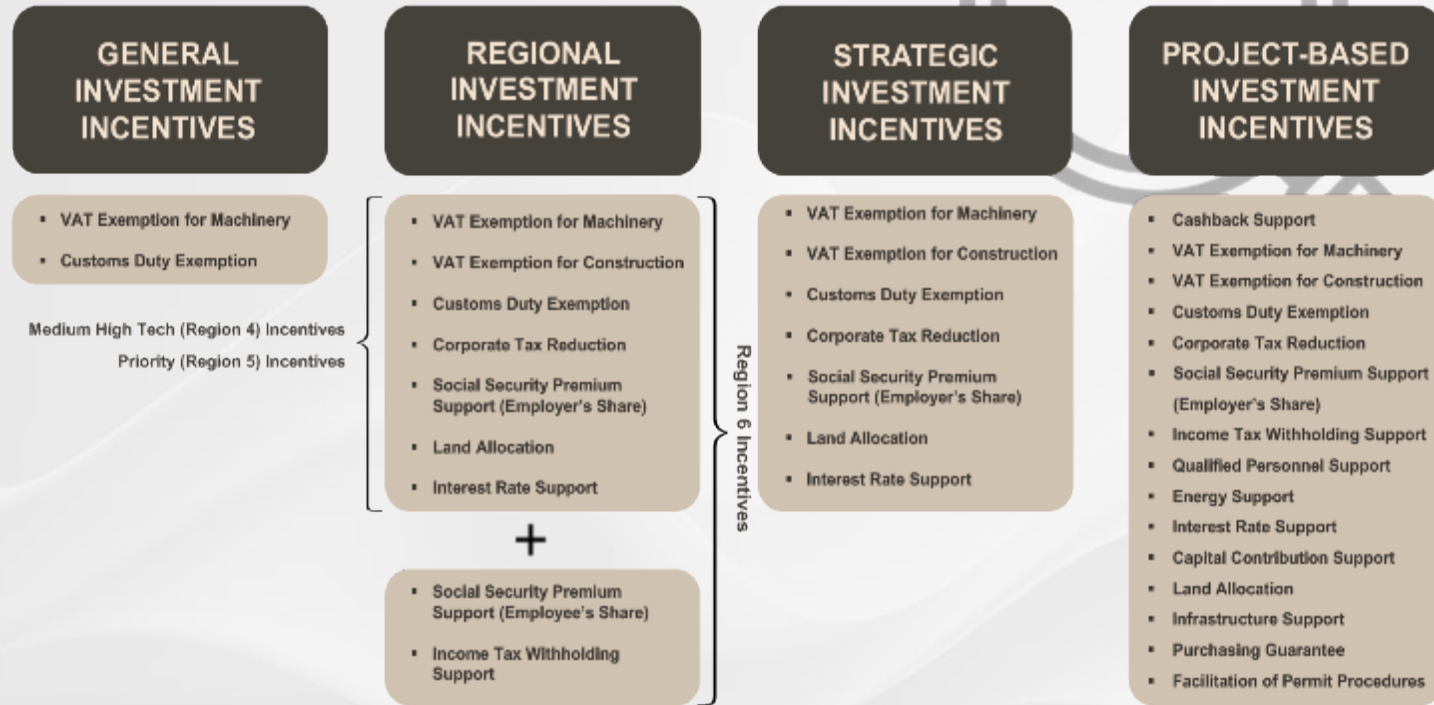 GENERAL
INVESTMENT
INCENTIVES
▪ VAT Exemption for Machinery
▪ Customs Duty Exemption
Medium High Tech (Region 4) Incentives
Priority (Region 5) Incentives
REGIONAL
INVESTMENT
INCENTIVES
▪ VAT Exemption for Machinery
▪ VAT Exemption for Construction
▪ Customs Duty Exemption
▪ Corporate Tax Reduction
▪ Social Security Premium
Support (Employer's Share)
▪ Land Allocation
▪ Interest Rate Support
+
▪ Social Security Premium
Support (Employee's Share)
▪ Income Tax Withholding
Support
Region 6 Incentives
STRATEGIC
INVESTMENT
INCENTIVES
▪ VAT Exemption for Machinery
▪ VAT Exemption for Construction
▪ Customs Duty Exemption
▪ Corporate Tax Reduction
▪ Social Security Premium
Support (Employer's Share)
▪ Land Allocation
▪ Interest Rate Support
PROJECT-BASED
INVESTMENT
INCENTIVES
▪ Cashback Support
▪ VAT Exemption for Machinery
▪ VAT Exemption for Construction
▪ Customs Duty Exemption
▪ Corporate Tax Reduction
▪ Social Security Premium Support
(Employer's Share)
▪ Income Tax Withholding Support
▪ Qualified Personnel Support
▪ Energy Support
▪ Interest Rate Support
▪ Capital Contribution Support
▪ Land Allocation
▪ Infrastructure Support
▪ Purchasing Guarantee
▪ Facilitation of Permit Procedures